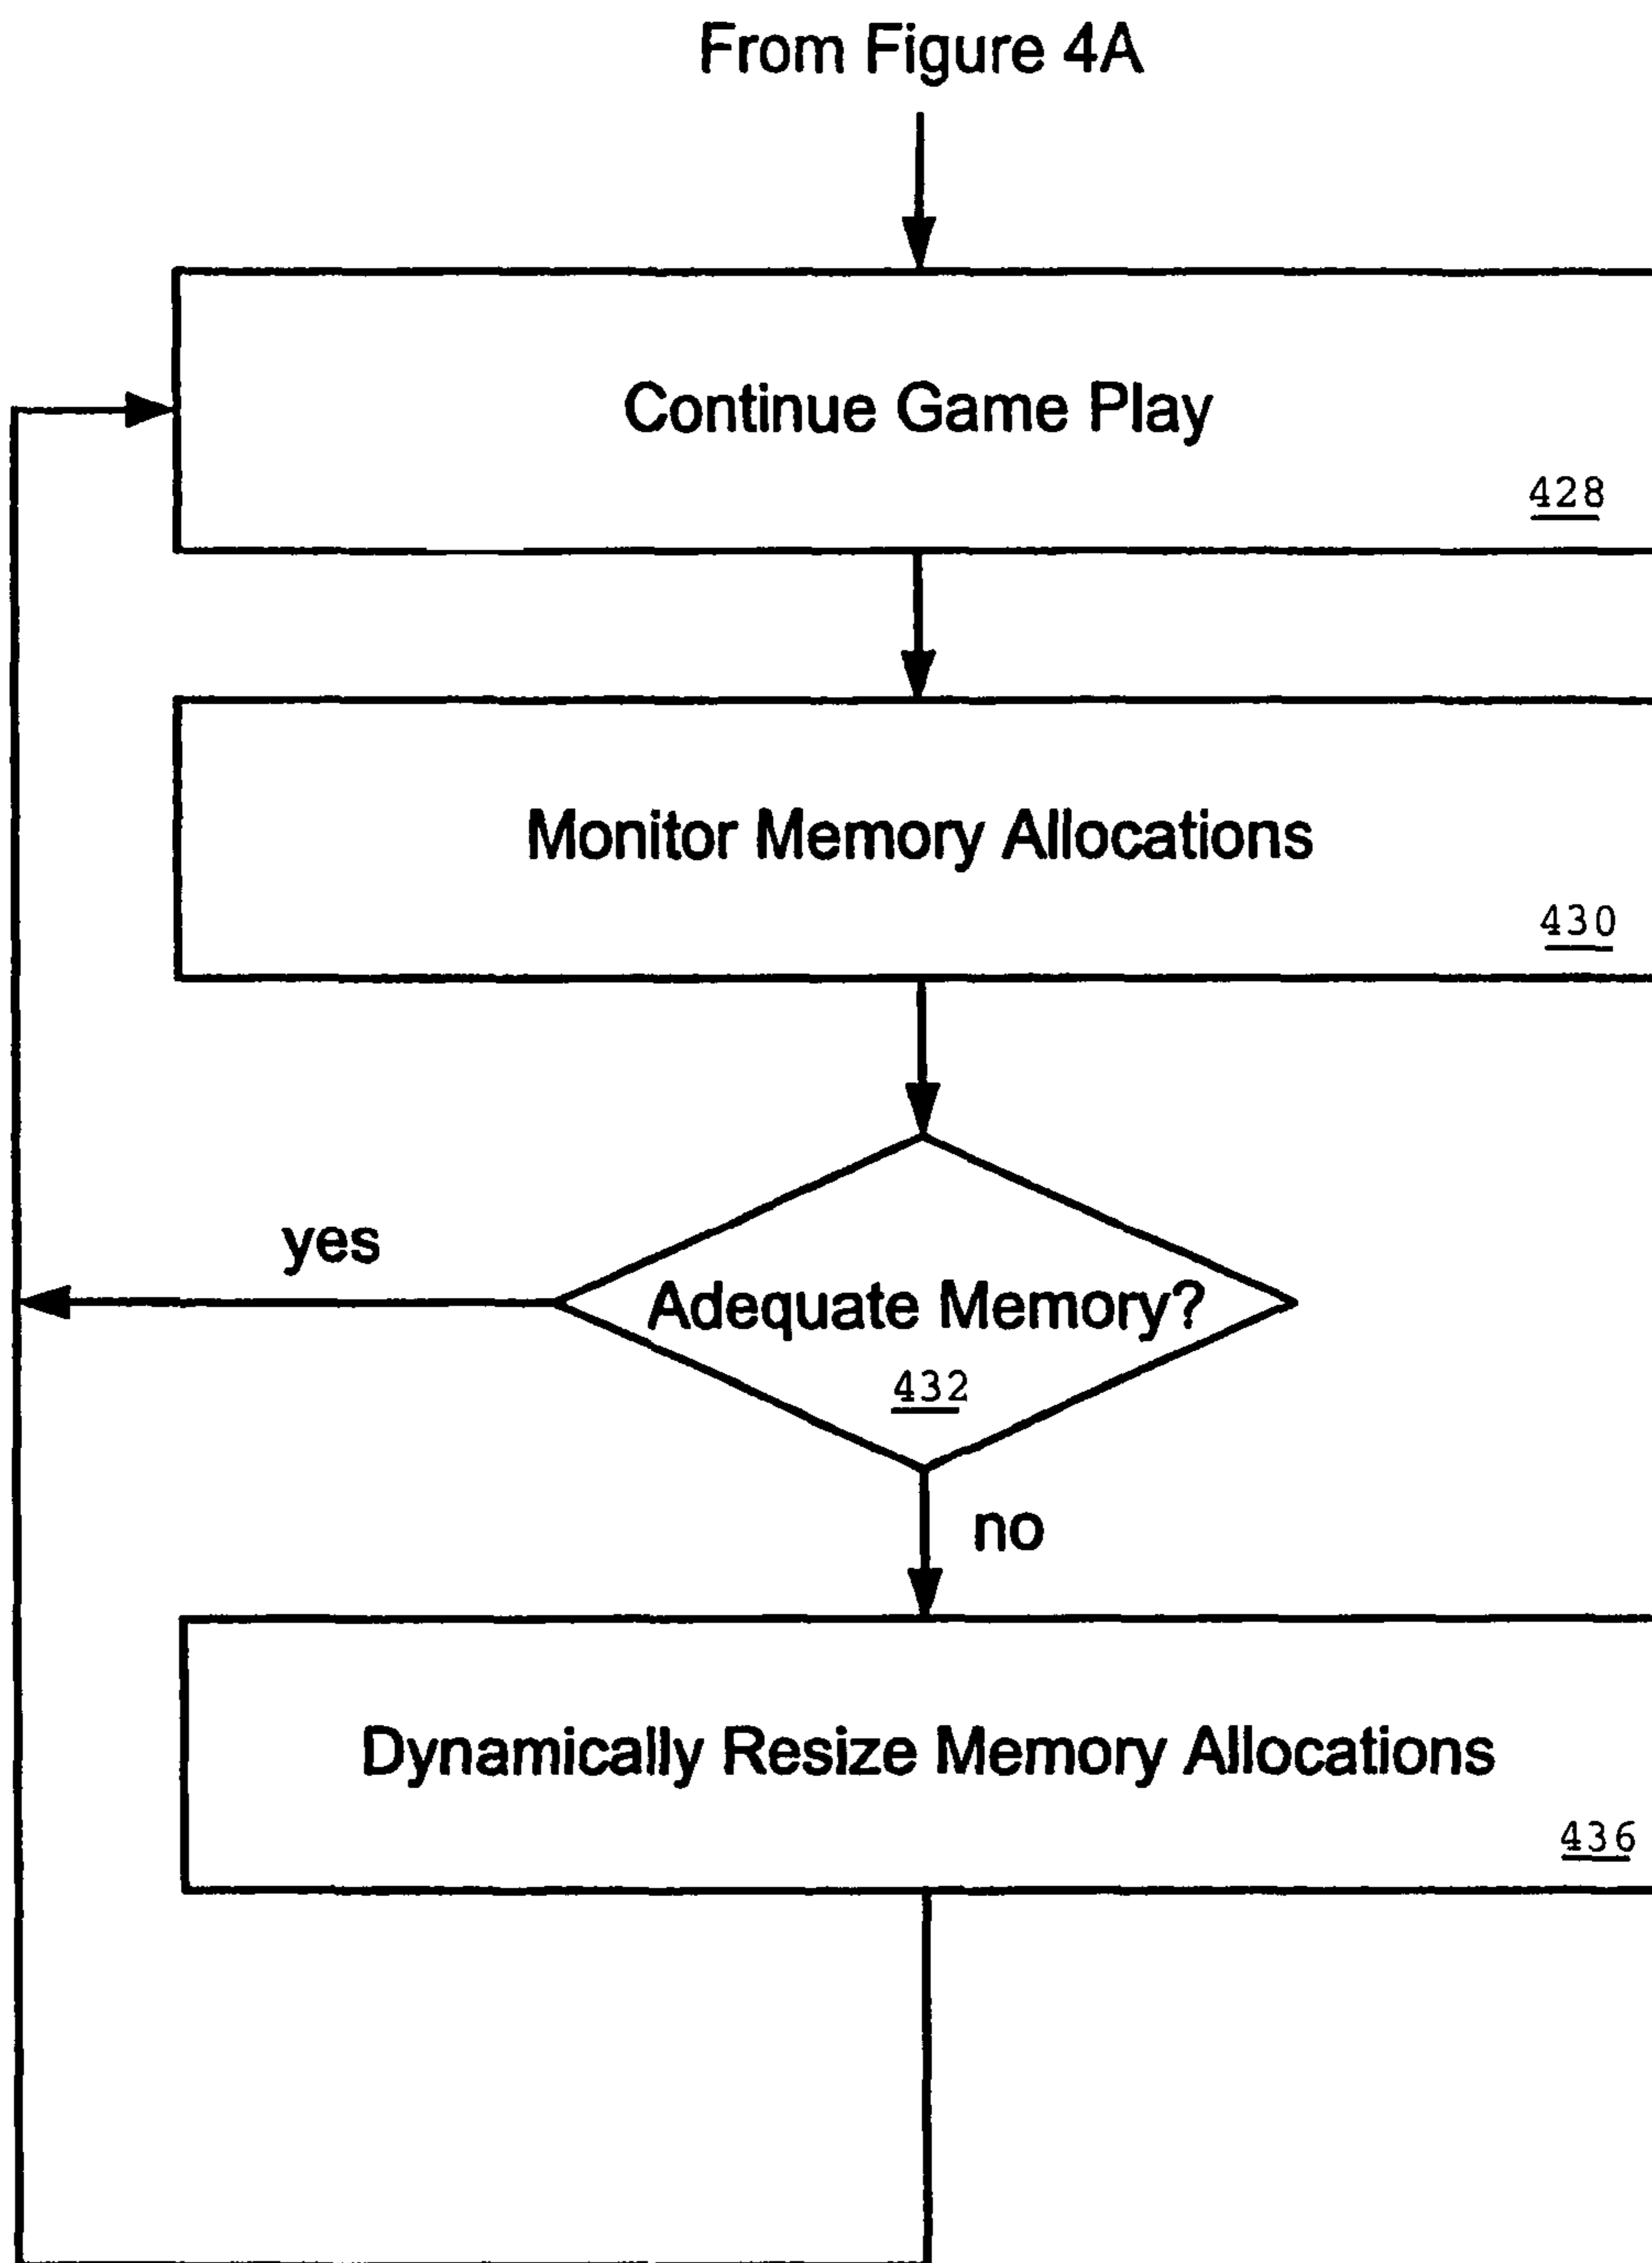 From Figure 4A
Continue Game Play
428
Monitor Memory Allocations
430
yes
Adequate Memory?
432
no
Dynamically Resize Memory Allocations
436